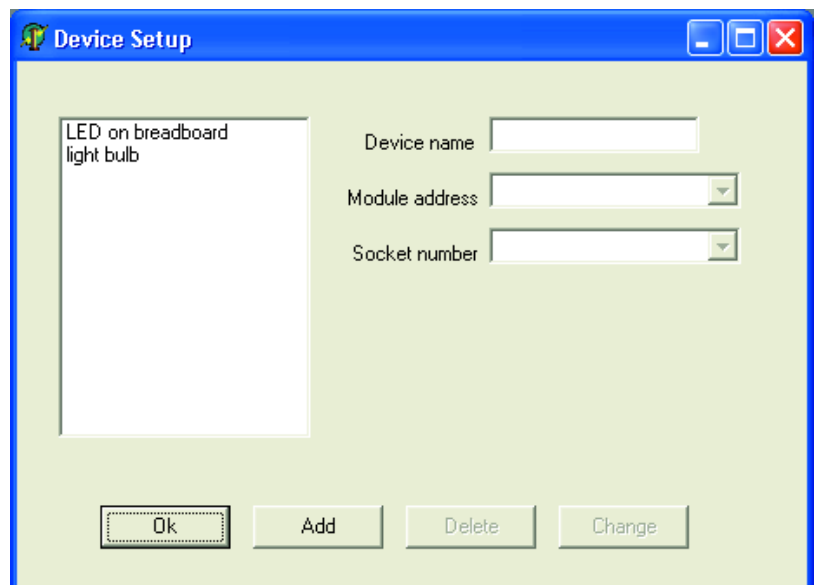 Device Setup
LED on breadboard
light bulb
Device name
Module address
Socket number
Ok
Add
Delete
Change